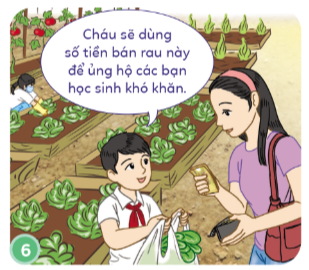 Cháu sẽ dùng
số tiền bán rau này
để ủng hộ các bạn
học sinh khó khăn.
6